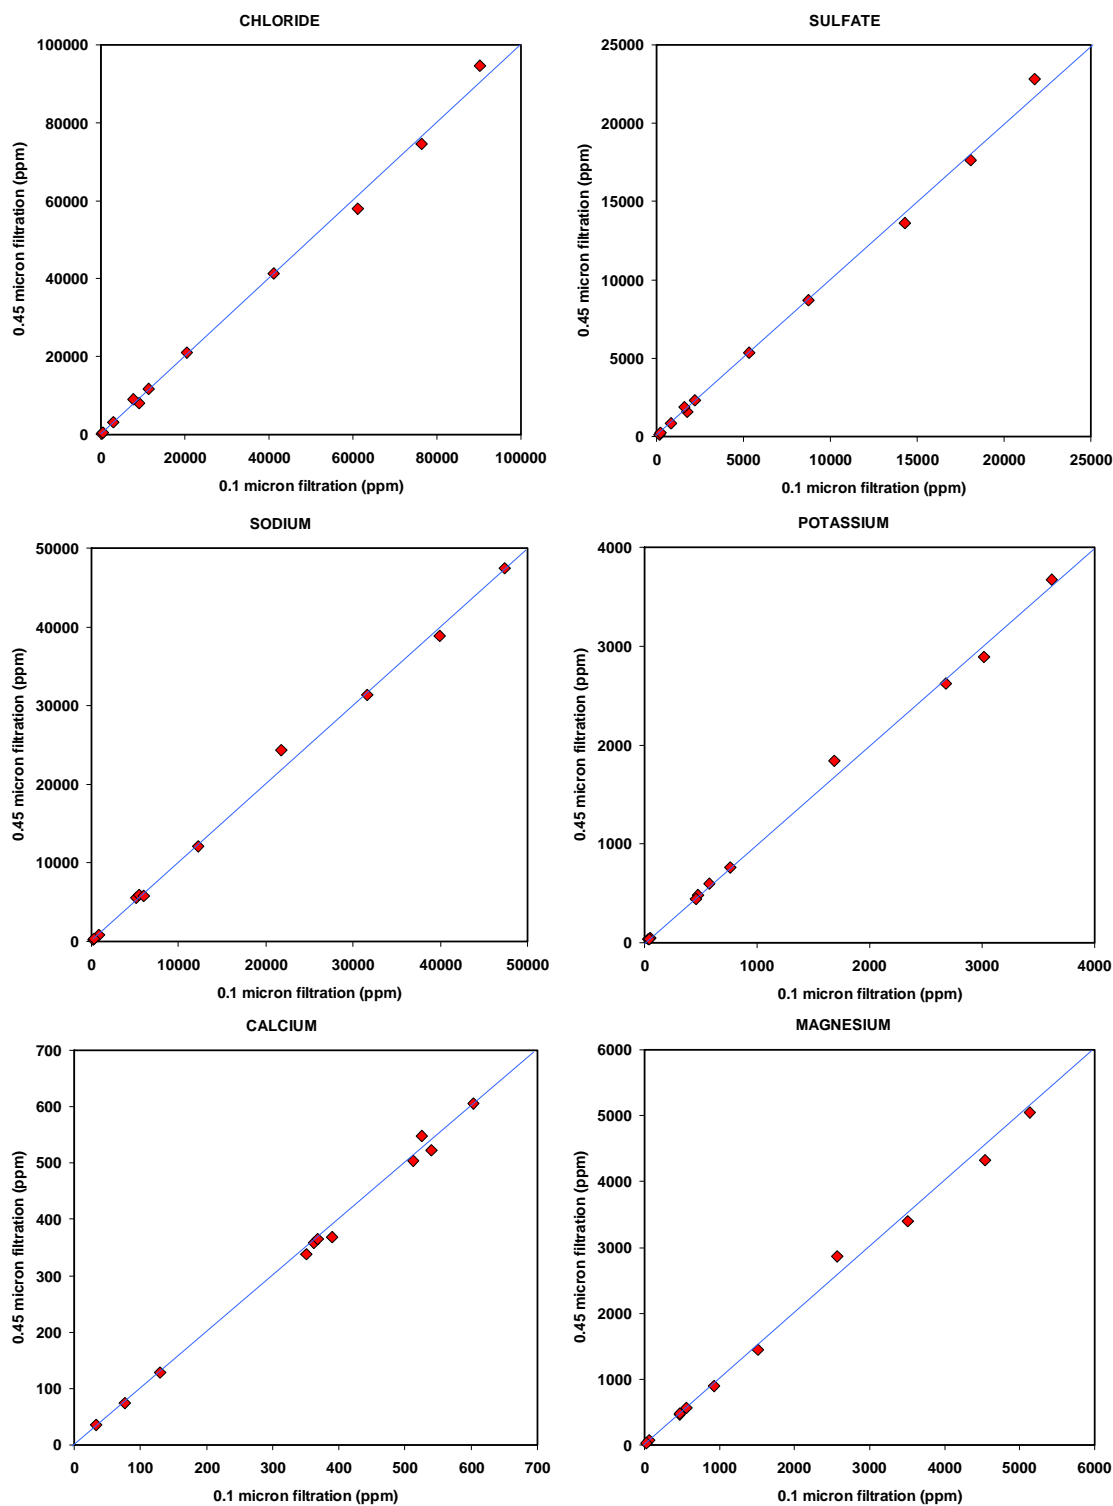 CHLORIDE
100000
80000
60000
40000
20000
0
0 20000 40000 60000 80000 100000
0.45 micron filtration (ppm)
0.1 micron filtration (ppm)
SULFATE
25000
20000
15000
10000
5000
0
0 5000 10000 15000 20000 25000
0.45 micron filtration (ppm)
0.1 micron filtration (ppm)
SODIUM
50000
40000
30000
20000
10000
0
0 10000 20000 30000 40000 50000
0.45 micron filtration (ppm)
0.1 micron filtration (ppm)
POTASSIUM
4000
3000
2000
1000
0
0 1000 2000 3000 4000
0.45 micron filtration (ppm)
0.1 micron filtration (ppm)
CALCIUM
700
600
500
400
300
200
100
0
0 100 200 300 400 500 600 700
0.45 micron filtration (ppm)
0.1 micron filtration (ppm)
MAGNESIUM
6000
5000
4000
3000
2000
1000
0
0 1000 2000 3000 4000 5000 6000
0.45 micron filtration (ppm)
0.1 micron filtration (ppm)